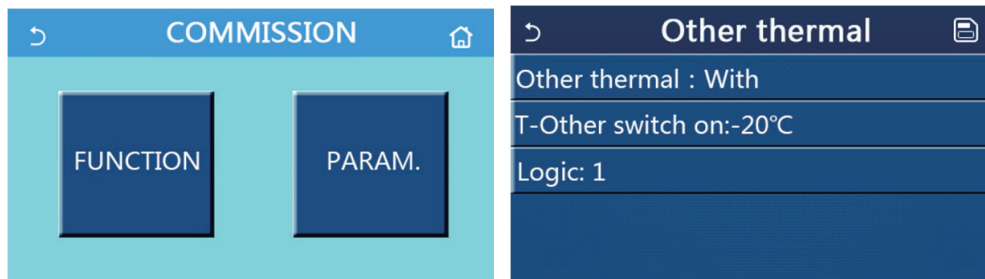 COMMISSION
FUNCTION
PARAM.
Other thermal
Other thermal : With
T-Other switch on:-20℃
Logic: 1